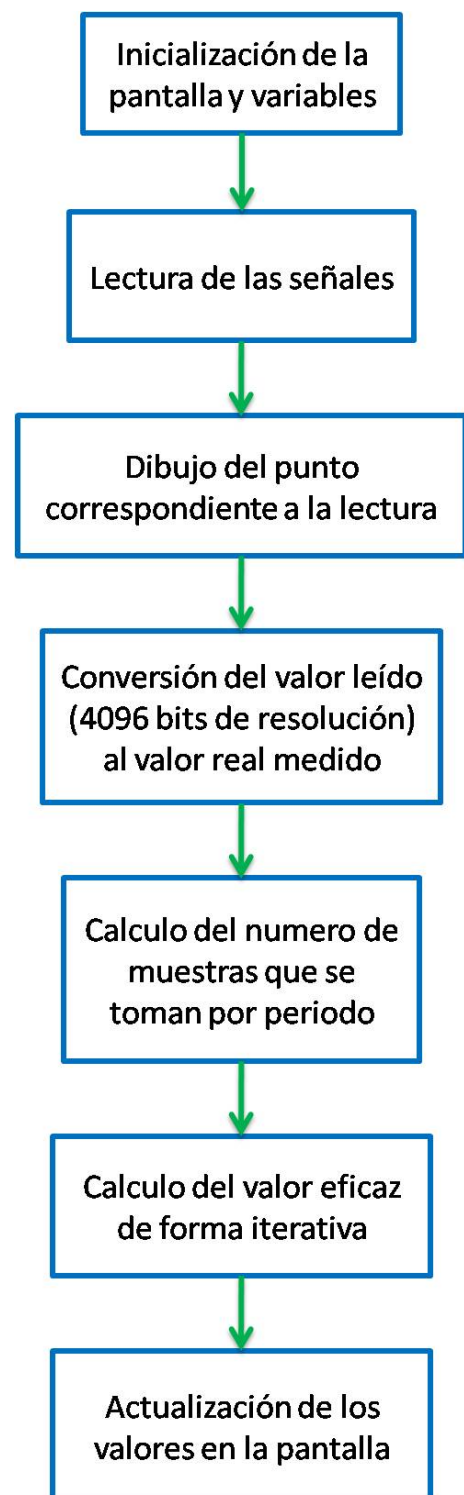 Inicialización de la
pantalla y variables
Lectura de las señales
Dibujo del punto
correspondiente a la lectura
Conversión del valor leído
(4096 bits de resolución)
al valor real medido
Calculo del numero de
muestras que se
toman por periodo
Calculo del valor eficaz
de forma iterativa
Actualización de los
valores en la pantalla